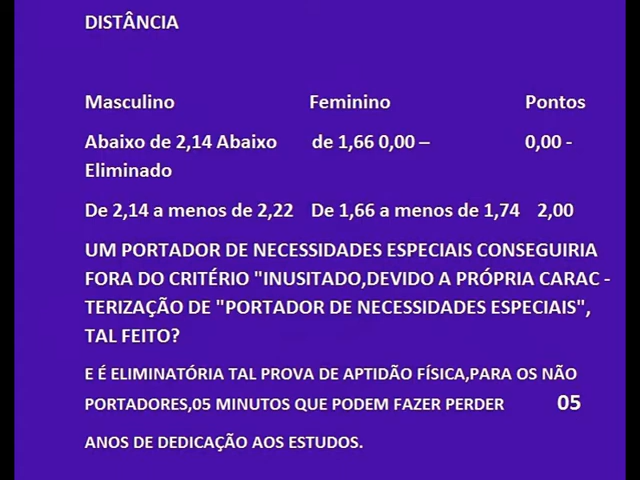 DISTÂNCIA
Masculino Feminino Pontos
Abaixo de 2,14 Abaixo de 1,66 0,00 – 0,00 -
Eliminado
De 2,14 a menos de 2,22 De 1,66 a menos de 1,74 2,00
UM PORTADOR DE NECESSIDADES ESPECIAIS CONSEGUIRIA
FORA DO CRITÉRIO "INUSITADO,DEVIDO A PRÓPRIA CARAC -
TERIZAÇÃO DE "PORTADOR DE NECESSIDADES ESPECIAIS",
TAL FEITO?
E É ELIMINATÓRIA TAL PROVA DE APTIDÃO FÍSICA,PARA OS NÃO
PORTADORES,05 MINUTOS QUE PODEM FAZER PERDER 05
ANOS DE DEDICAÇÃO AOS ESTUDOS.